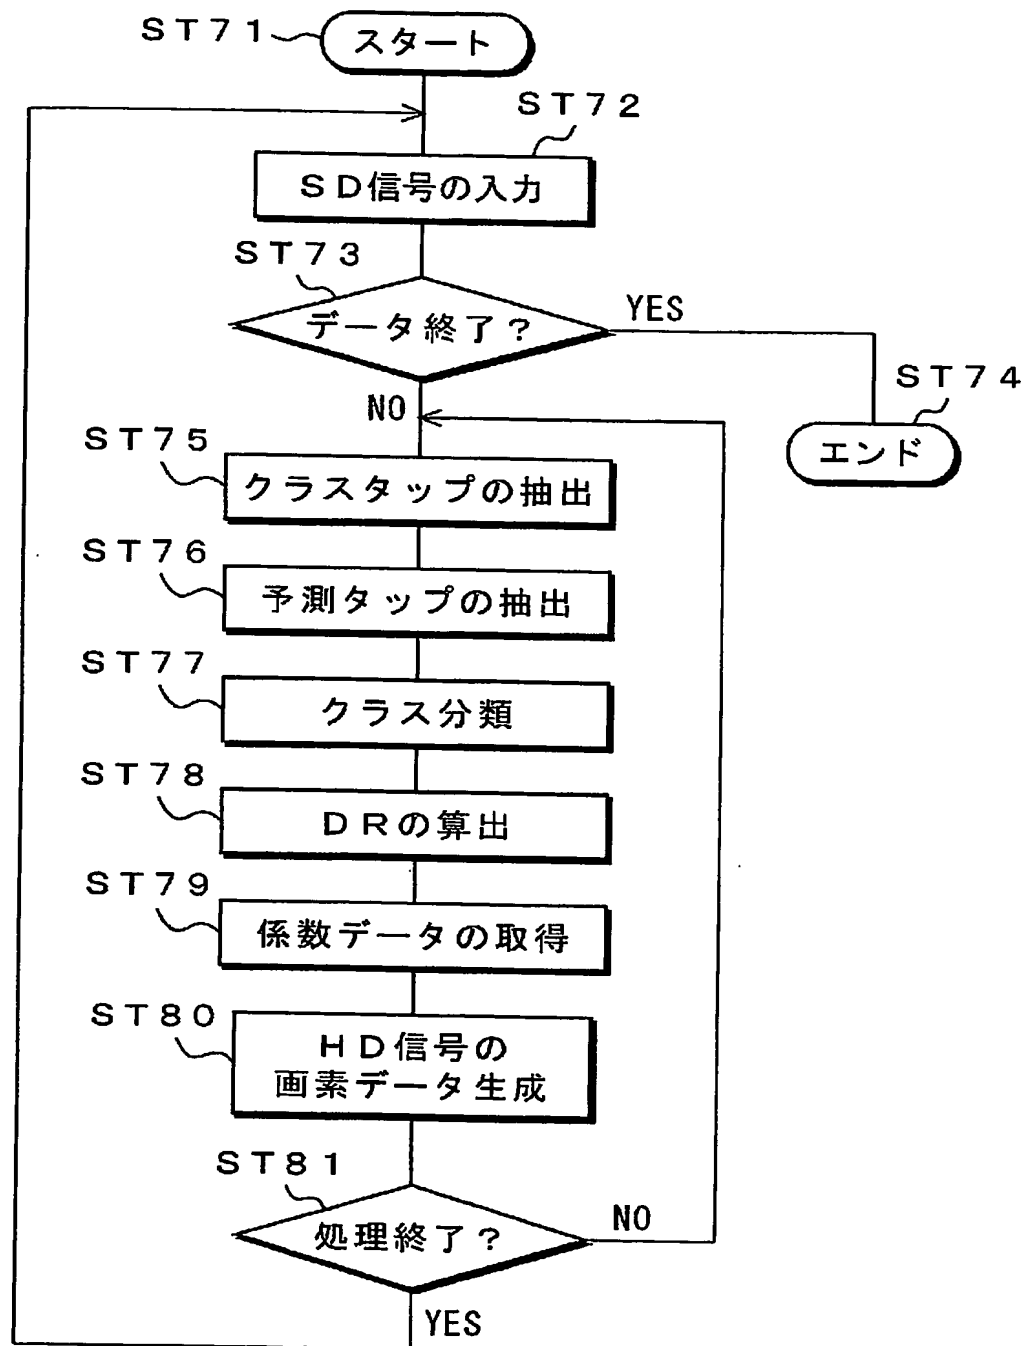 ST71
スタート
ST72
SD信号の入力
ST73
データ終了?
YES
ST74
エンド
NO
ST75
クラスタップの抽出
ST76
予測タップの抽出
ST77
クラス分類
ST78
DRの算出
ST79
係数データの取得
ST80
HD信号の
画素データ生成
ST81
処理終了?
NO
YES